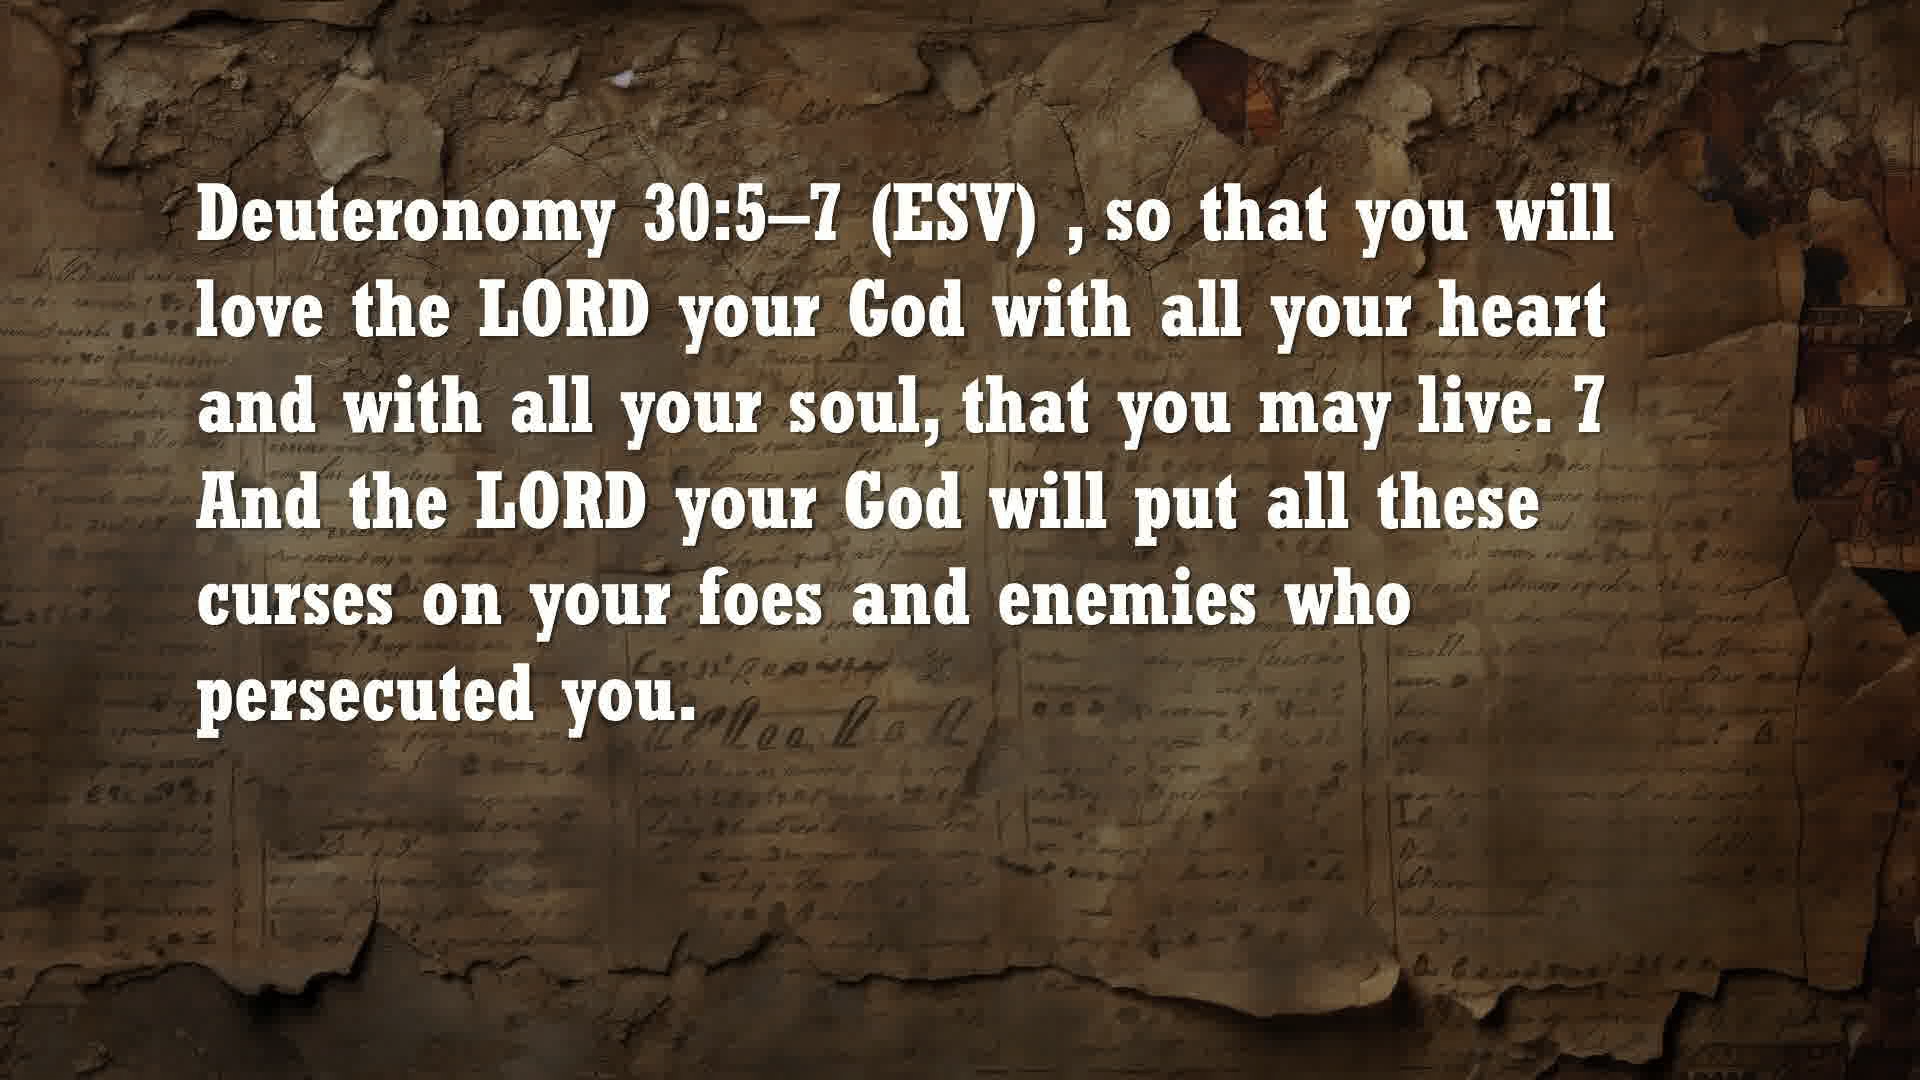 Deuteronomy 30:5–7 (ESV) , so that you will
love the LORD your God with all your heart
and with all your soul, that you may live. 7
And the LORD your God will put all these
curses on your foes and enemies who
persecuted you.